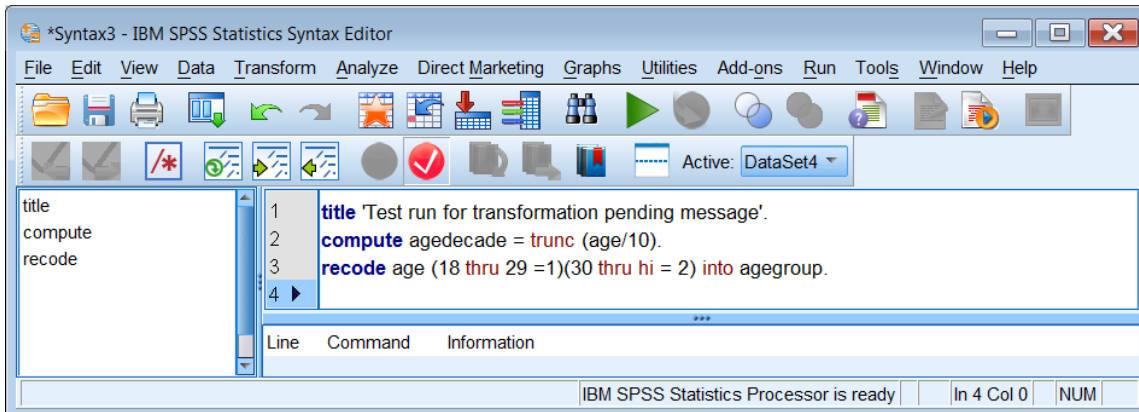 *Syntax3 - IBM SPSS Statistics Syntax Editor
File Edit View Data Transform Analyze Direct Marketing Graphs Utilities Add-ons Run Tools Window Help
/*
Active: DataSet4
title
compute
recode
1 title 'Test run for transformation pending message'.
2 compute agedecade = trunc (age/10).
3 recode age (18 thru 29 =1)(30 thru hi = 2) into agegroup.
4
Line Command Information
IBM SPSS Statistics Processor is ready In 4 Col 0 NUM